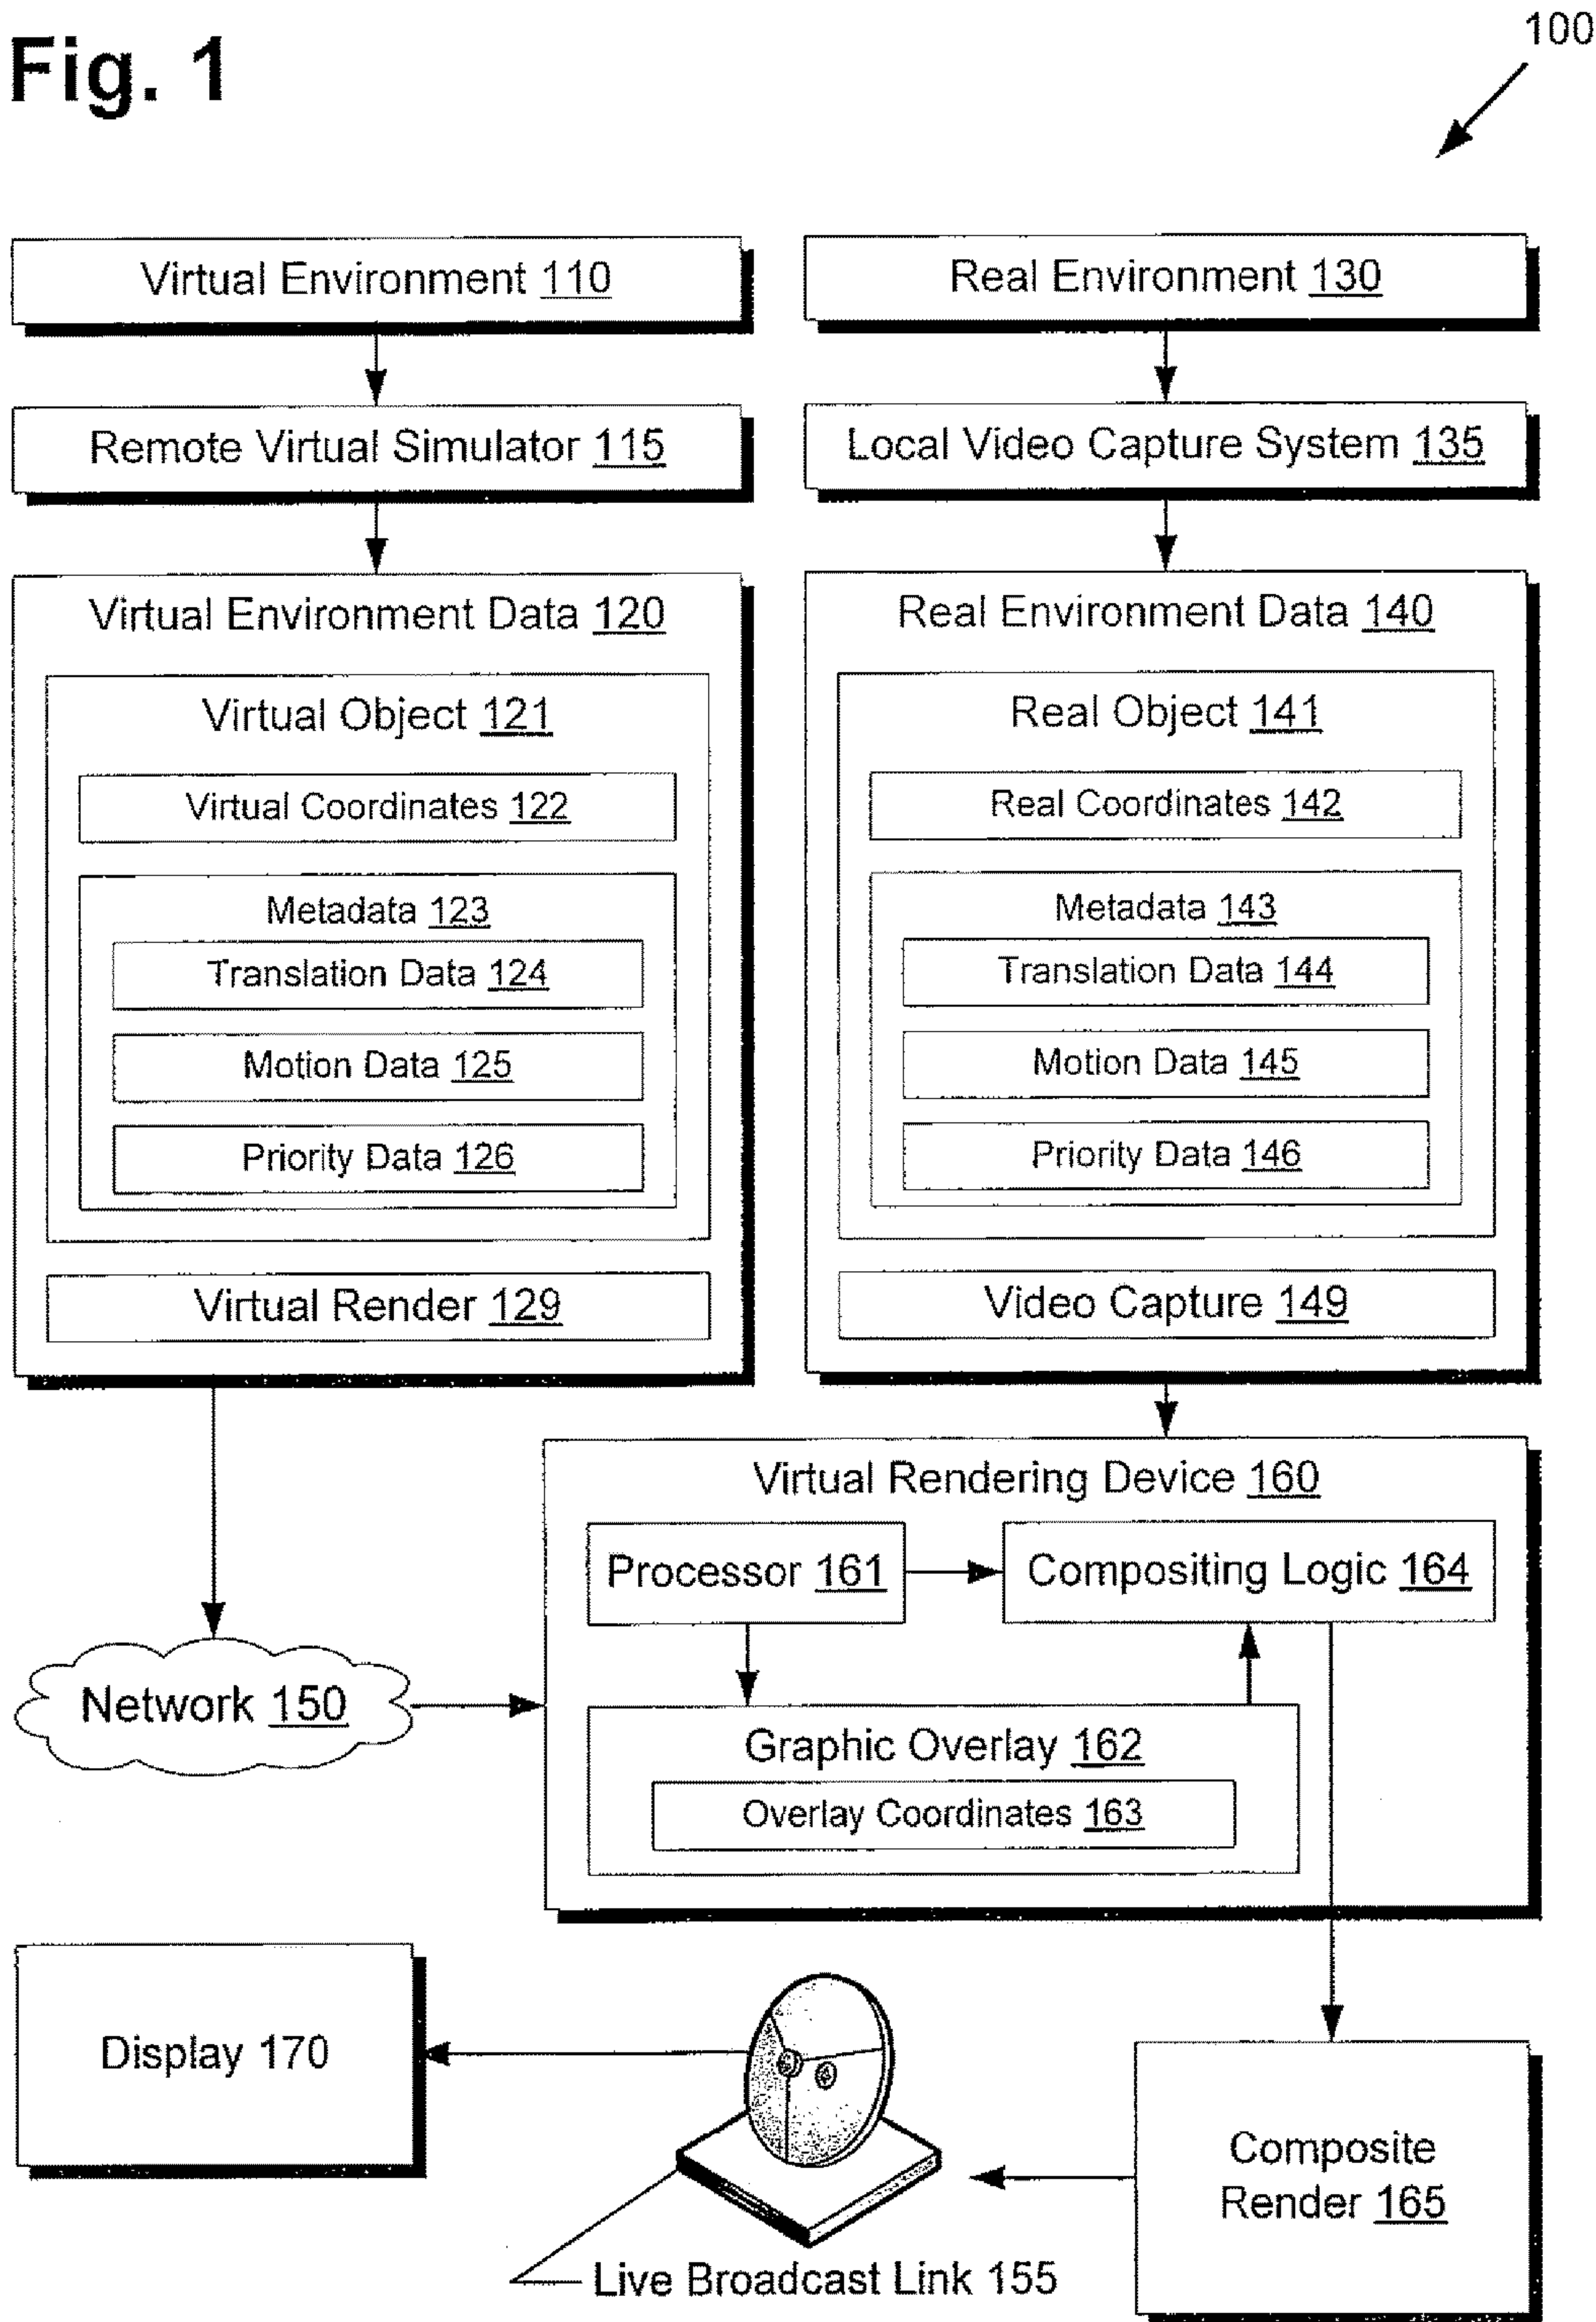 Fig. 1
100
Virtual Environment 110
Remote Virtual Simulator 115
Virtual Environment Data 120
Virtual Object 121
Virtual Coordinates 122
Metadata 123
Translation Data 124
Motion Data 125
Priority Data 126
Virtual Render 129
Real Environment 130
Local Video Capture System 135
Real Environment Data 140
Real Object 141
Real Coordinates 142
Metadata 143
Translation Data 144
Motion Data 145
Priority Data 146
Video Capture 149
Network 150
Virtual Rendering Device 160
Processor 161
Compositing Logic 164
Graphic Overlay 162
Overlay Coordinates 163
Display 170
Live Broadcast Link 155
Composite
Render 165